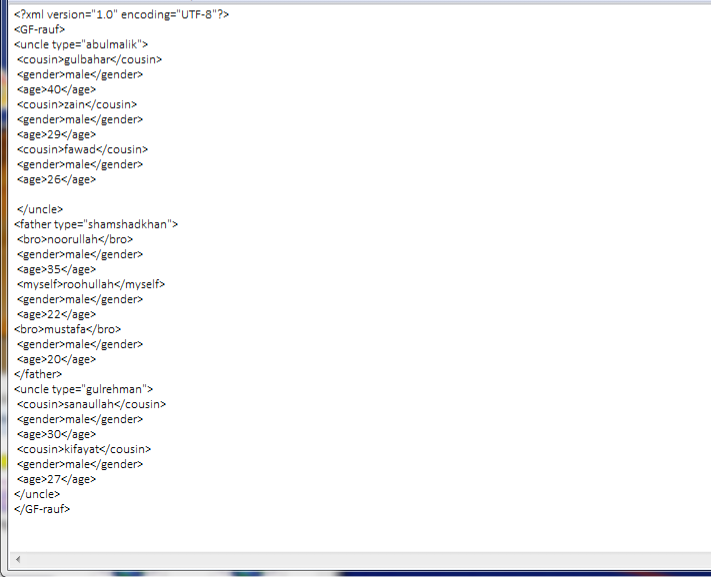 <?xml version="1.0" encoding="UTF-8"?>
<GF-rauf>
<uncle type="abulmalik">
<cousin>gulbahar</cousin>
<gender>male</gender>
<age>40</age>
<cousin>zain</cousin>
<gender>male</gender>
<age>29</age>
<cousin>fawad</cousin>
<gender>male</gender>
<age>26</age>
</uncle>
<father type="shamshadkhan">
<bro>noorullah</bro>
<gender>male</gender>
<age>35</age>
<myself>roohullah</myself>
<gender>male</gender>
<age>22</age>
<bro>mustafa</bro>
<gender>male</gender>
<age>20</age>
</father>
<uncle type="gulrehman">
<cousin>sanaullah</cousin>
<gender>male</gender>
<age>30</age>
<cousin>kifayat</cousin>
<gender>male</gender>
<age>27</age>
</uncle>
</GF-rauf>